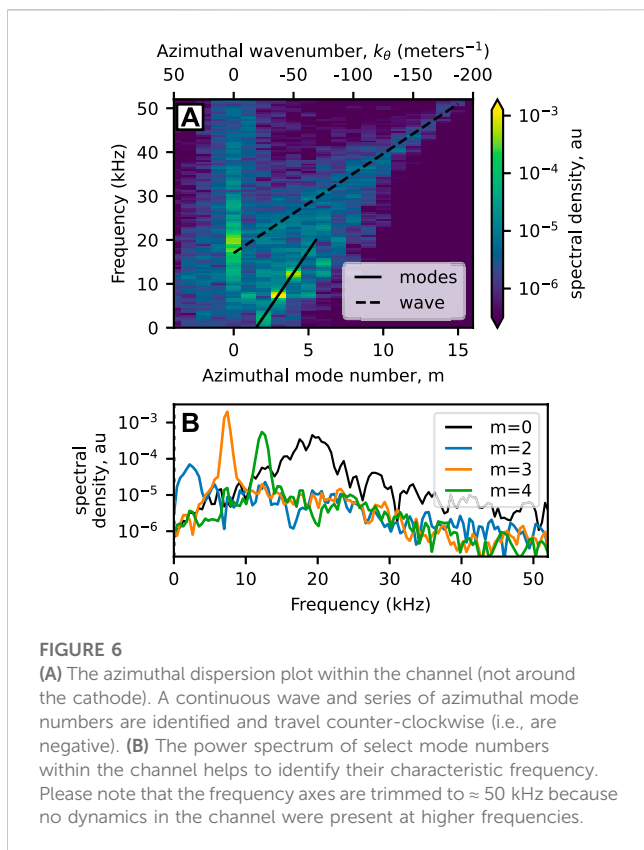 Azimuthal wavenumber, kθ (meters⁻¹)
50 0 -50 -100 -150 -200
A
50
40
30
20
10
0
Frequency (kHz)
modes
wave
0 5 10 15
Azimuthal mode number, m
10⁻³
10⁻⁴
10⁻⁵
10⁻⁶
spectral density, au
B
10⁻³
10⁻⁴
10⁻⁵
10⁻⁶
spectral
density, au
m=0
m=2
m=3
m=4
0 10 20 30 40 50
Frequency (kHz)
FIGURE 6
(A) The azimuthal dispersion plot within the channel (not around
the cathode). A continuous wave and series of azimuthal mode
numbers are identified and travel counter-clockwise (i.e., are
negative). (B) The power spectrum of select mode numbers
within the channel helps to identify their characteristic frequency.
Please note that the frequency axes are trimmed to ≈ 50 kHz because
no dynamics in the channel were present at higher frequencies.